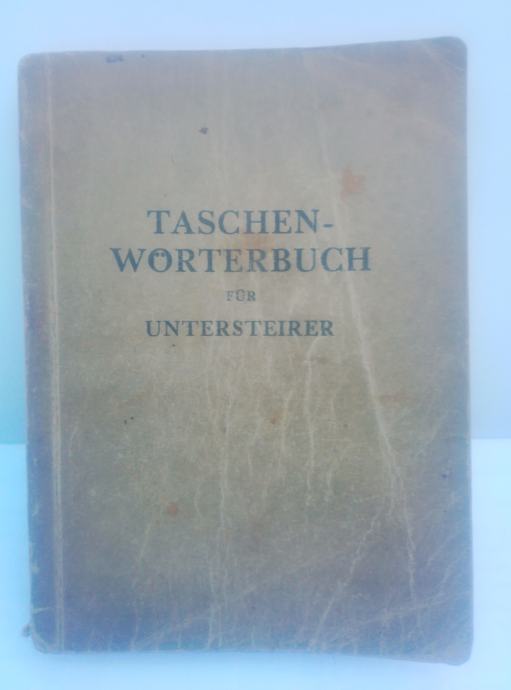 TASCHEN-
WÖRTERBUCH
FÜR
UNTERSTEIRER